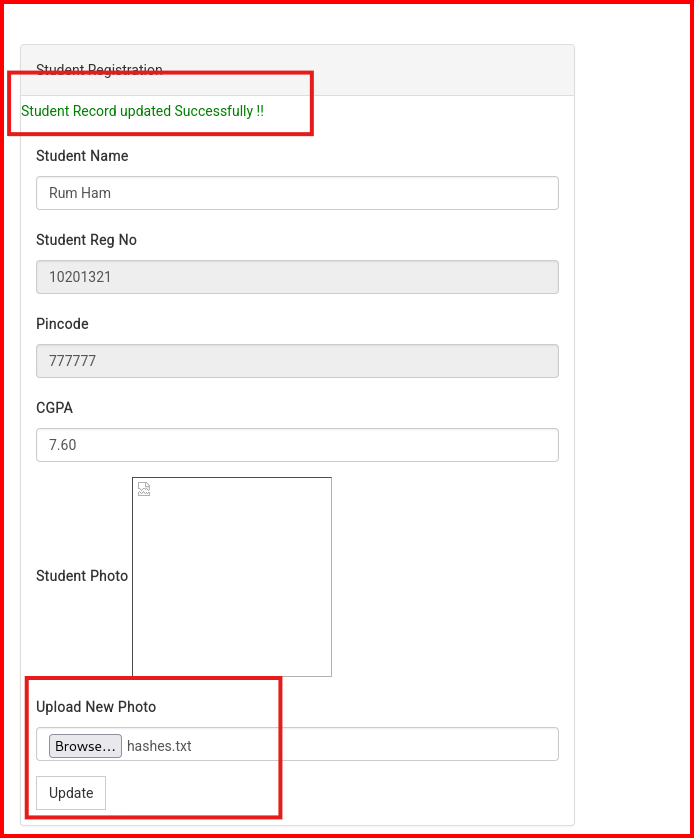 Student Registration
Student Record updated Successfully !!
Student Name
Rum Ham
Student Reg No
10201321
Pincode
777777
CGPA
7.60
Student Photo
Upload New Photo
Browse... hashes.txt
Update